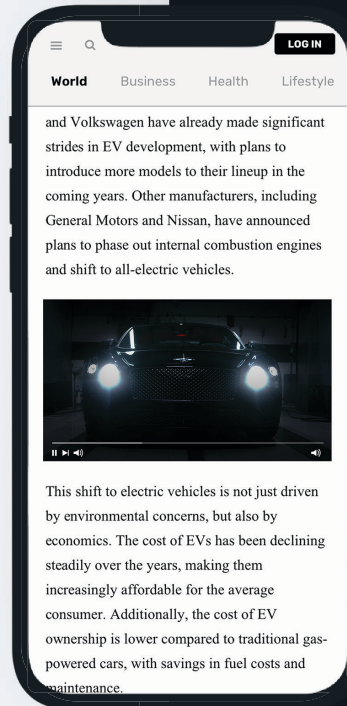 LOG IN
World Business Health Lifestyle
and Volkswagen have already made significant
strides in EV development, with plans to
introduce more models to their lineup in the
coming years. Other manufacturers, including
General Motors and Nissan, have announced
plans to phase out internal combustion engines
and shift to all-electric vehicles.
This shift to electric vehicles is not just driven
by environmental concerns, but also by
economics. The cost of EVs has been declining
steadily over the years, making them
increasingly affordable for the average
consumer. Additionally, the cost of EV
ownership is lower compared to traditional gas-
powered cars, with savings in fuel costs and
maintenance.